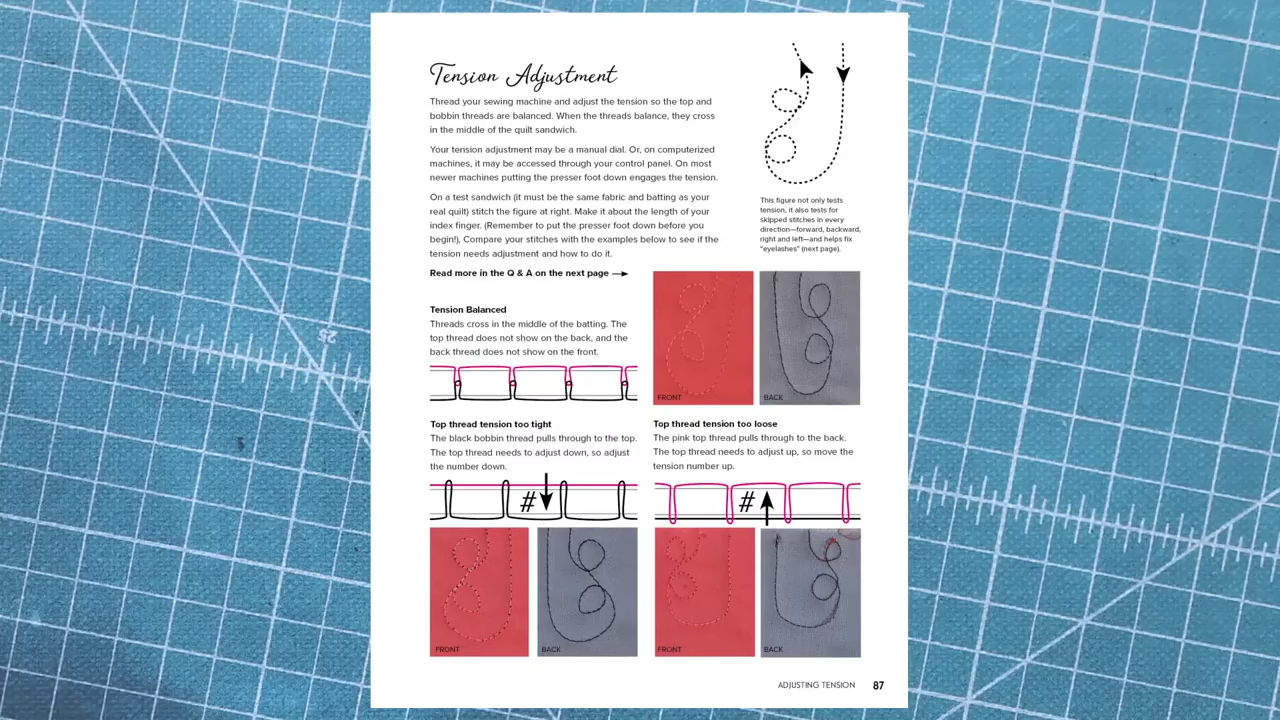 Tension Adjustment
Thread your sewing machine and adjust the tension so the top and
bobbin threads are balanced. When the threads balance, they cross
in the middle of the quilt sandwich.
Your tension adjustment may be a manual dial. Or, on computerized
machines, it may be accessed through your control panel. On most
newer machines putting the presser foot down engages the tension.
On a test sandwich (it must be the same fabric and batting as your
real quilt) stitch the figure at right. Make it about the length of your
index finger. (Remember to put the presser foot down before you
begin!), Compare your stitches with the examples below to see if the
tension needs adjustment and how to do it.
Read more in the Q & A on the next page
This figure not only tests
tension, it also tests for
skipped stitches in every
direction—forward, backward,
right and left—and helps fix
"eyelashes" (next page).
Tension Balanced
Threads cross in the middle of the batting. The
top thread does not show on the back, and the
back thread does not show on the front.
FRONT
BACK
Top thread tension too tight
The black bobbin thread pulls through to the top.
The top thread needs to adjust down, so adjust
the number down.
#
FRONT
BACK
Top thread tension too loose
The pink top thread pulls through to the back.
The top thread needs to adjust up, so move the
tension number up.
#
FRONT
BACK
ADJUSTING TENSION 87
25